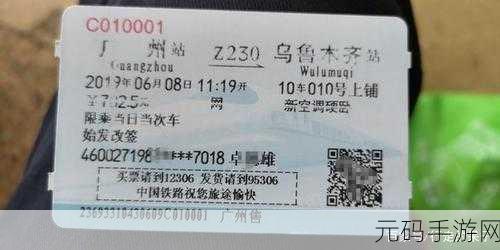 C010001
广州站 Z230 乌鲁木齐站
Guangzhou Wulumuqi
2019年06月08日 11:19开 10车010号上铺
网 新空调硬卧
限乘当日当次车
始发改签
460027198 7018 卓 雄
买票请到12306 发货请到95306
中国铁路祝您旅途愉快
23693310430609C010001 广州售
元码手游网